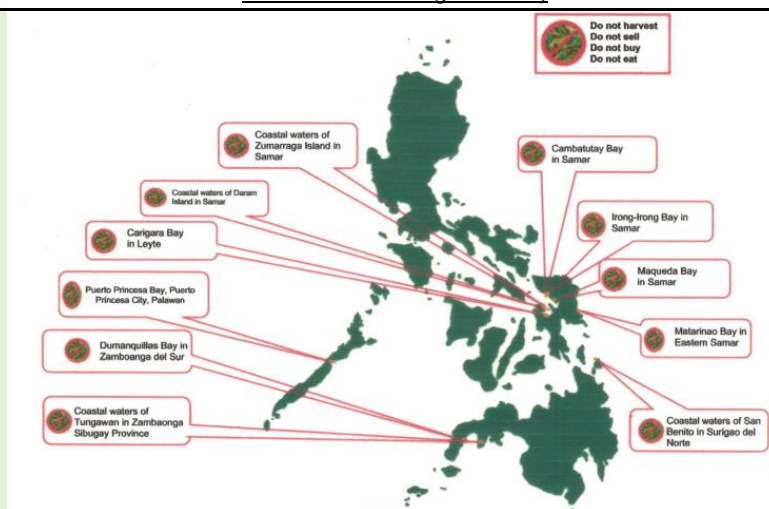 Do not harvest
Do not sell
Do not buy
Do not eat
Coastal waters of
Zumarraga Island in
Samar
Cambatutay Bay
in Samar
Coastal waters of Daram
Island in Samar
Irong-Irong Bay in
Samar
Carigara Bay
in Leyte
Maqueda Bay
in Samar
Puerto Princesa Bay, Puerto
Princesa City, Palawan
Matarinao Bay in
Eastern Samar
Dumanquillas Bay in
Zamboanga del Sur
Coastal waters of
Tungawan in Zambaonga
Sibugay Province
Coastal waters of San
Benito in Surigao del
Norte